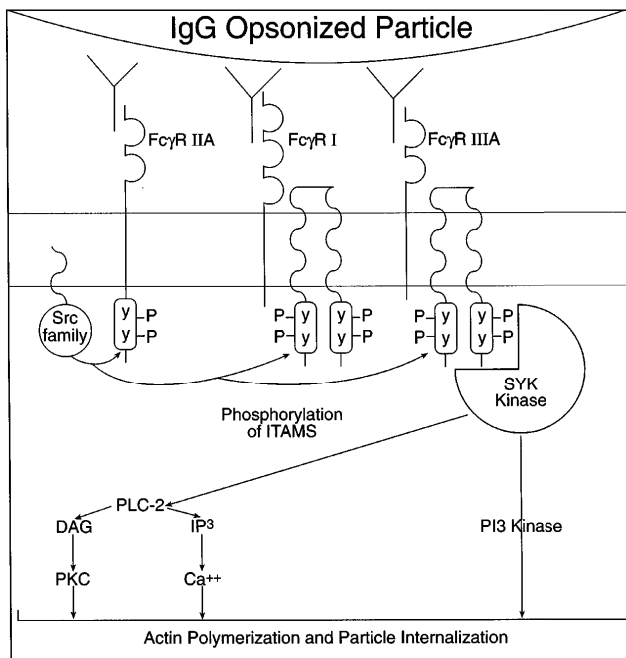 IgG Opsonized Particle
FcγR IIA
FcγR I
FcγR IIIA
Src
family
y
y
P
P
P
P
y
y
y
y
P
P
P
P
y
y
y
y
P
P
SYK
Kinase
Phosphorylation
of ITAMS
PLC-2
DAG
IP3
PI3 Kinase
PKC
Ca++
Actin Polymerization and Particle Internalization